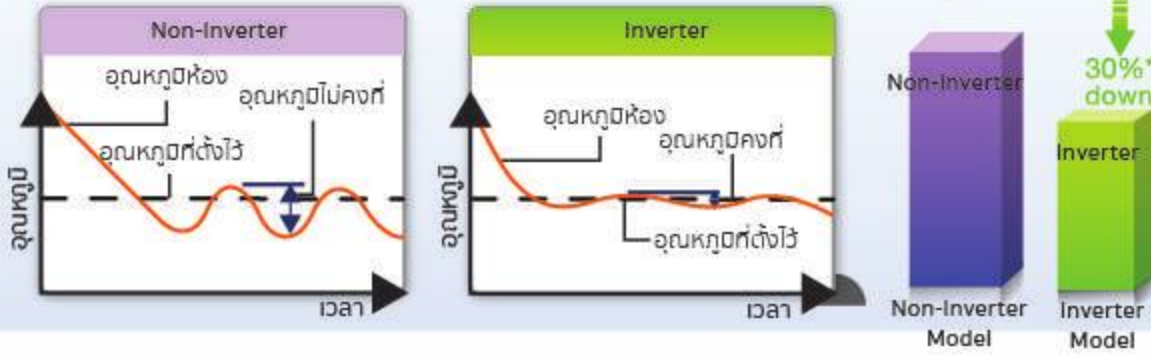 Non-Inverter
อุณหภูมิห้อง
อุณหภูมิไม่คงที่
อุณหภูมิที่ตั้งไว้
อุณหภูมิ
เวลา
Inverter
อุณหภูมิห้อง
อุณหภูมิคงที่
อุณหภูมิที่ตั้งไว้
อุณหภูมิ
เวลา
Non-Inverter
30%*
down
Inverter
Non-Inverter
Model
Inverter
Model